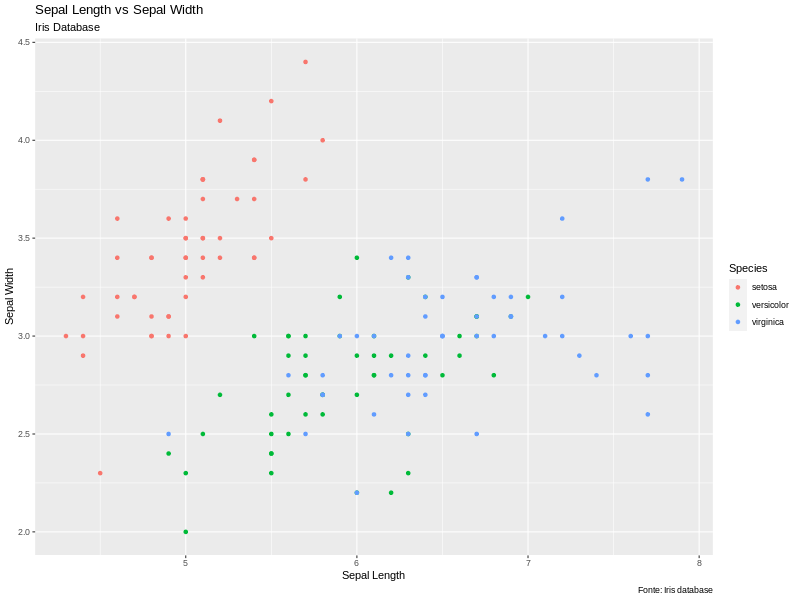 Sepal Length vs Sepal Width
Iris Database
4.5
4.0
3.5
3.0
2.5
2.0
Sepal Width
5
6
7
8
Sepal Length
Species
setosa
versicolor
virginica
Fonte: Iris database